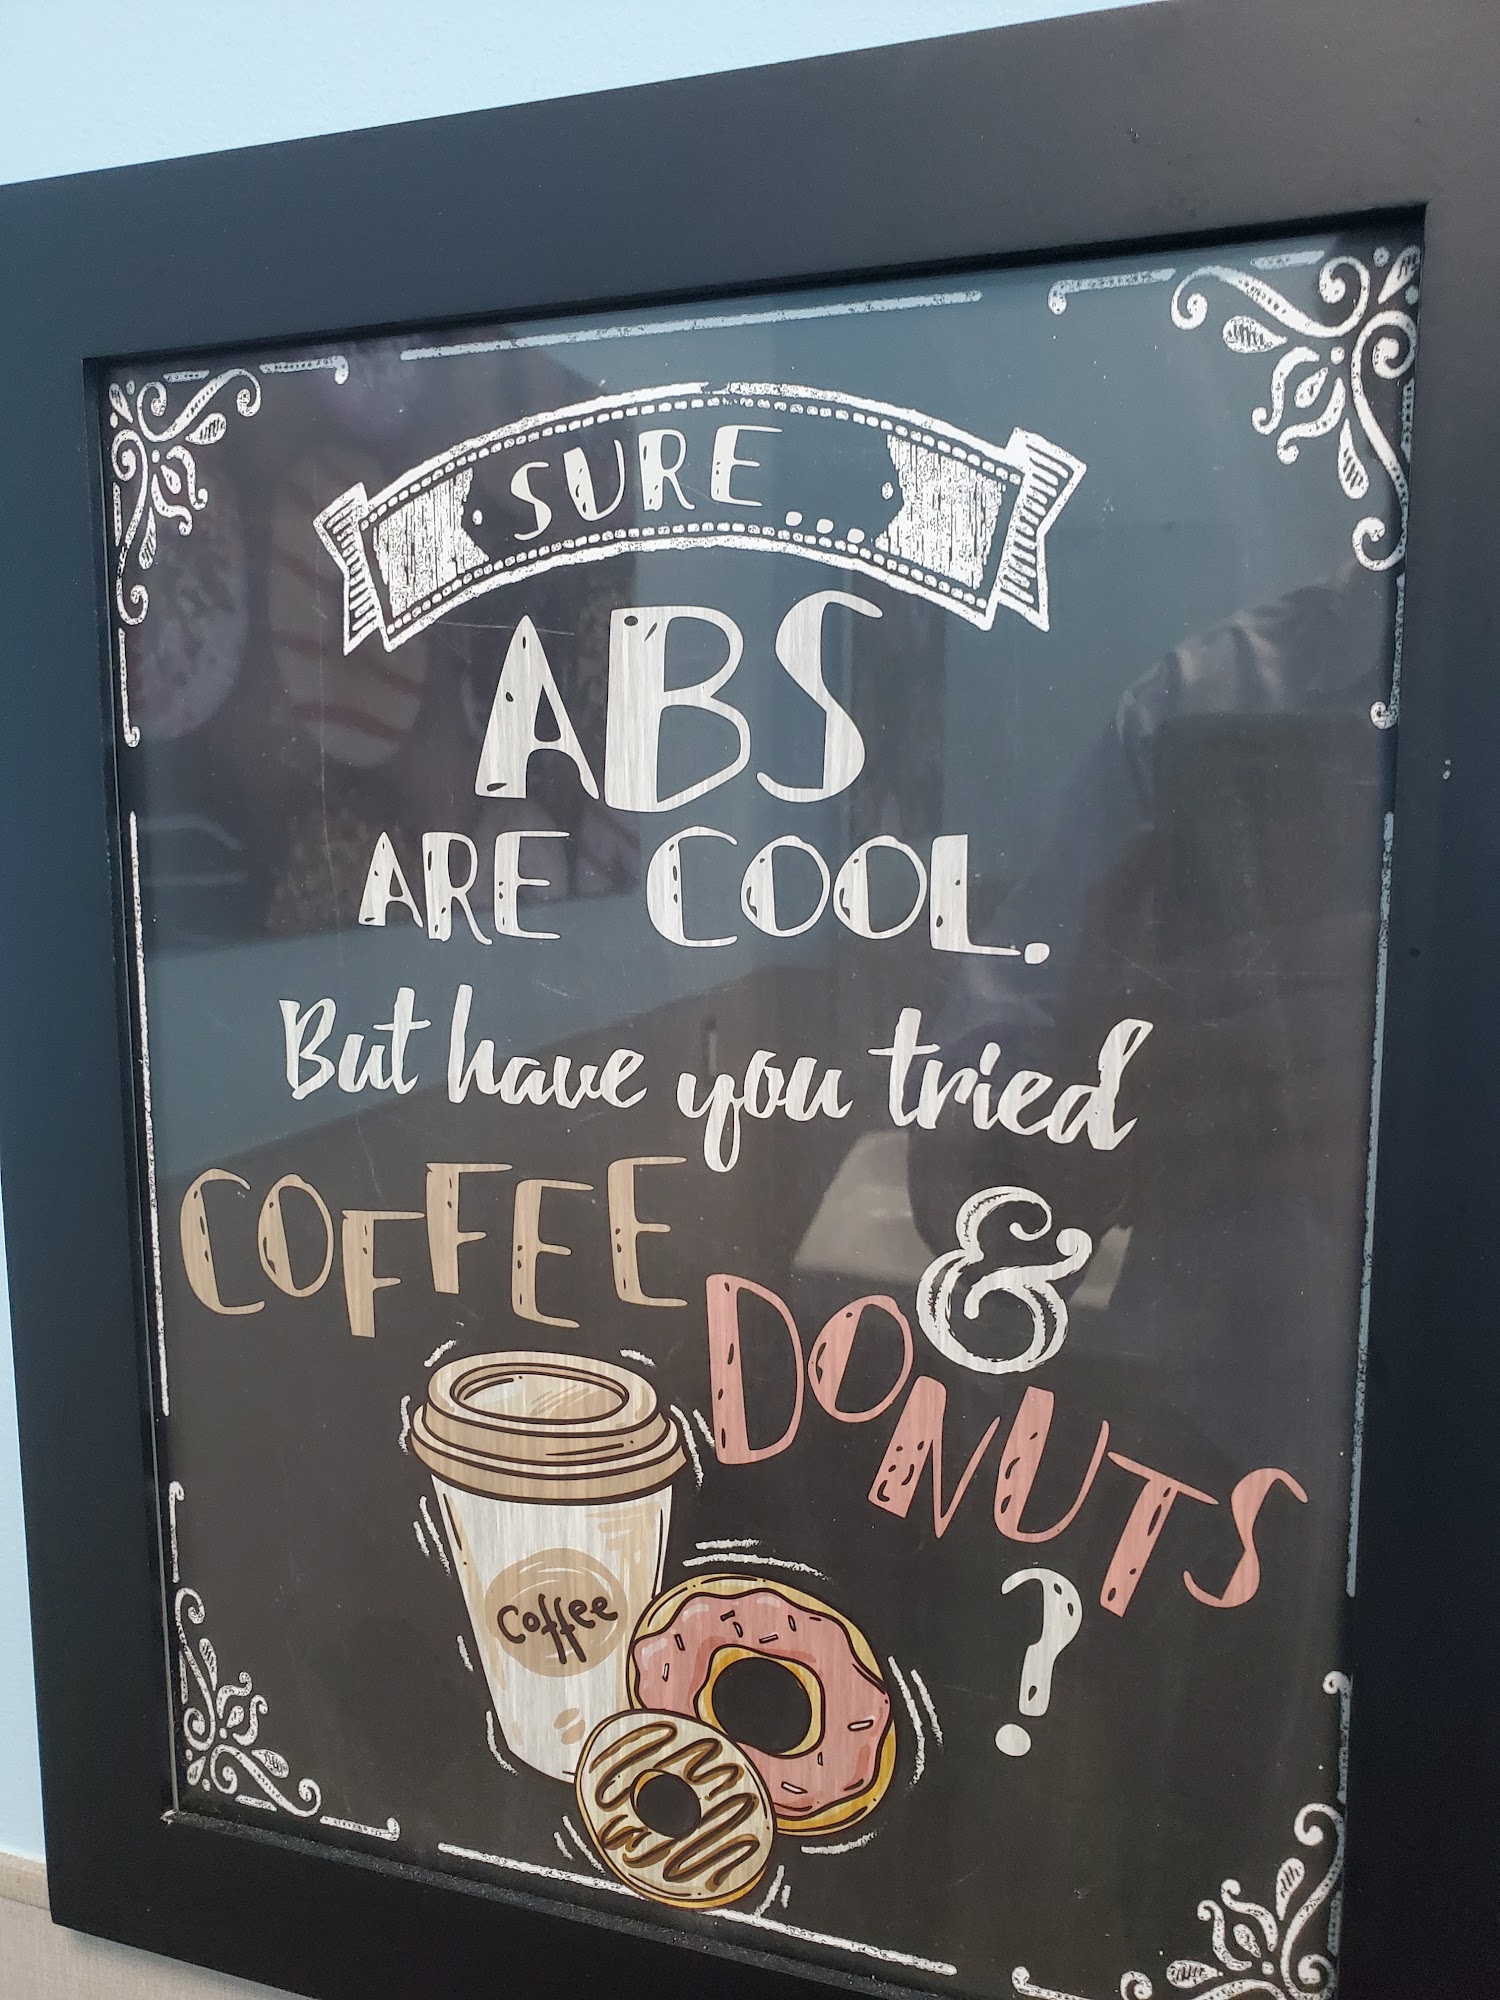 SURE...
ABS
ARE COOL.
But have you tried
COFFEE
&
DONUTS
?
Coffee